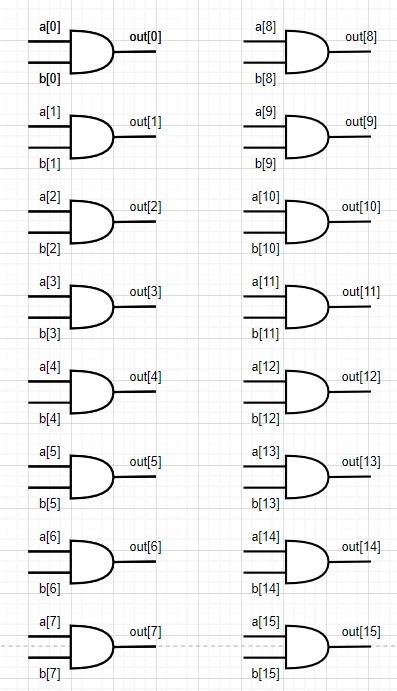 a[0]
out[0]
b[0]
a[1]
out[1]
b[1]
a[2]
out[2]
b[2]
a[3]
out[3]
b[3]
a[4]
out[4]
b[4]
a[5]
out[5]
b[5]
a[6]
out[6]
b[6]
a[7]
out[7]
b[7]
a[8]
out[8]
b[8]
a[9]
out[9]
b[9]
a[10]
out[10]
b[10]
a[11]
out[11]
b[11]
a[12]
out[12]
b[12]
a[13]
out[13]
b[13]
a[14]
out[14]
b[14]
a[15]
out[15]
b[15]